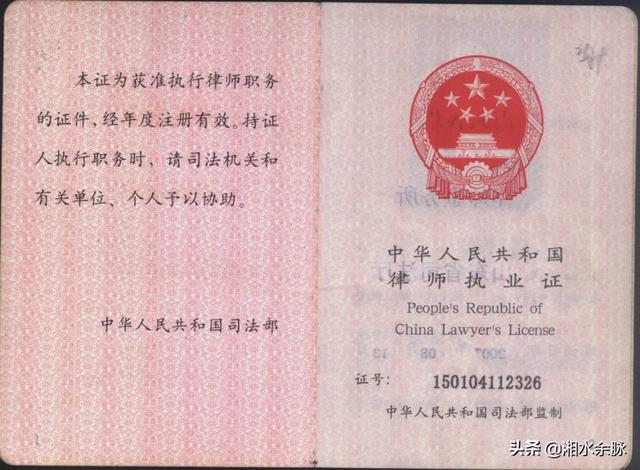 本证为获准执行律师职务
的证件,经年度注册有效。持证
人执行职务时、请司法机关和
有关单位、个人予以协助。
中华人民共和国司法部
中华人民共和国
律师执业证
People's Republic of
China Lawyer's License
证号: 150104112326
中华人民共和国司法部监制
头条 @湘水余脉